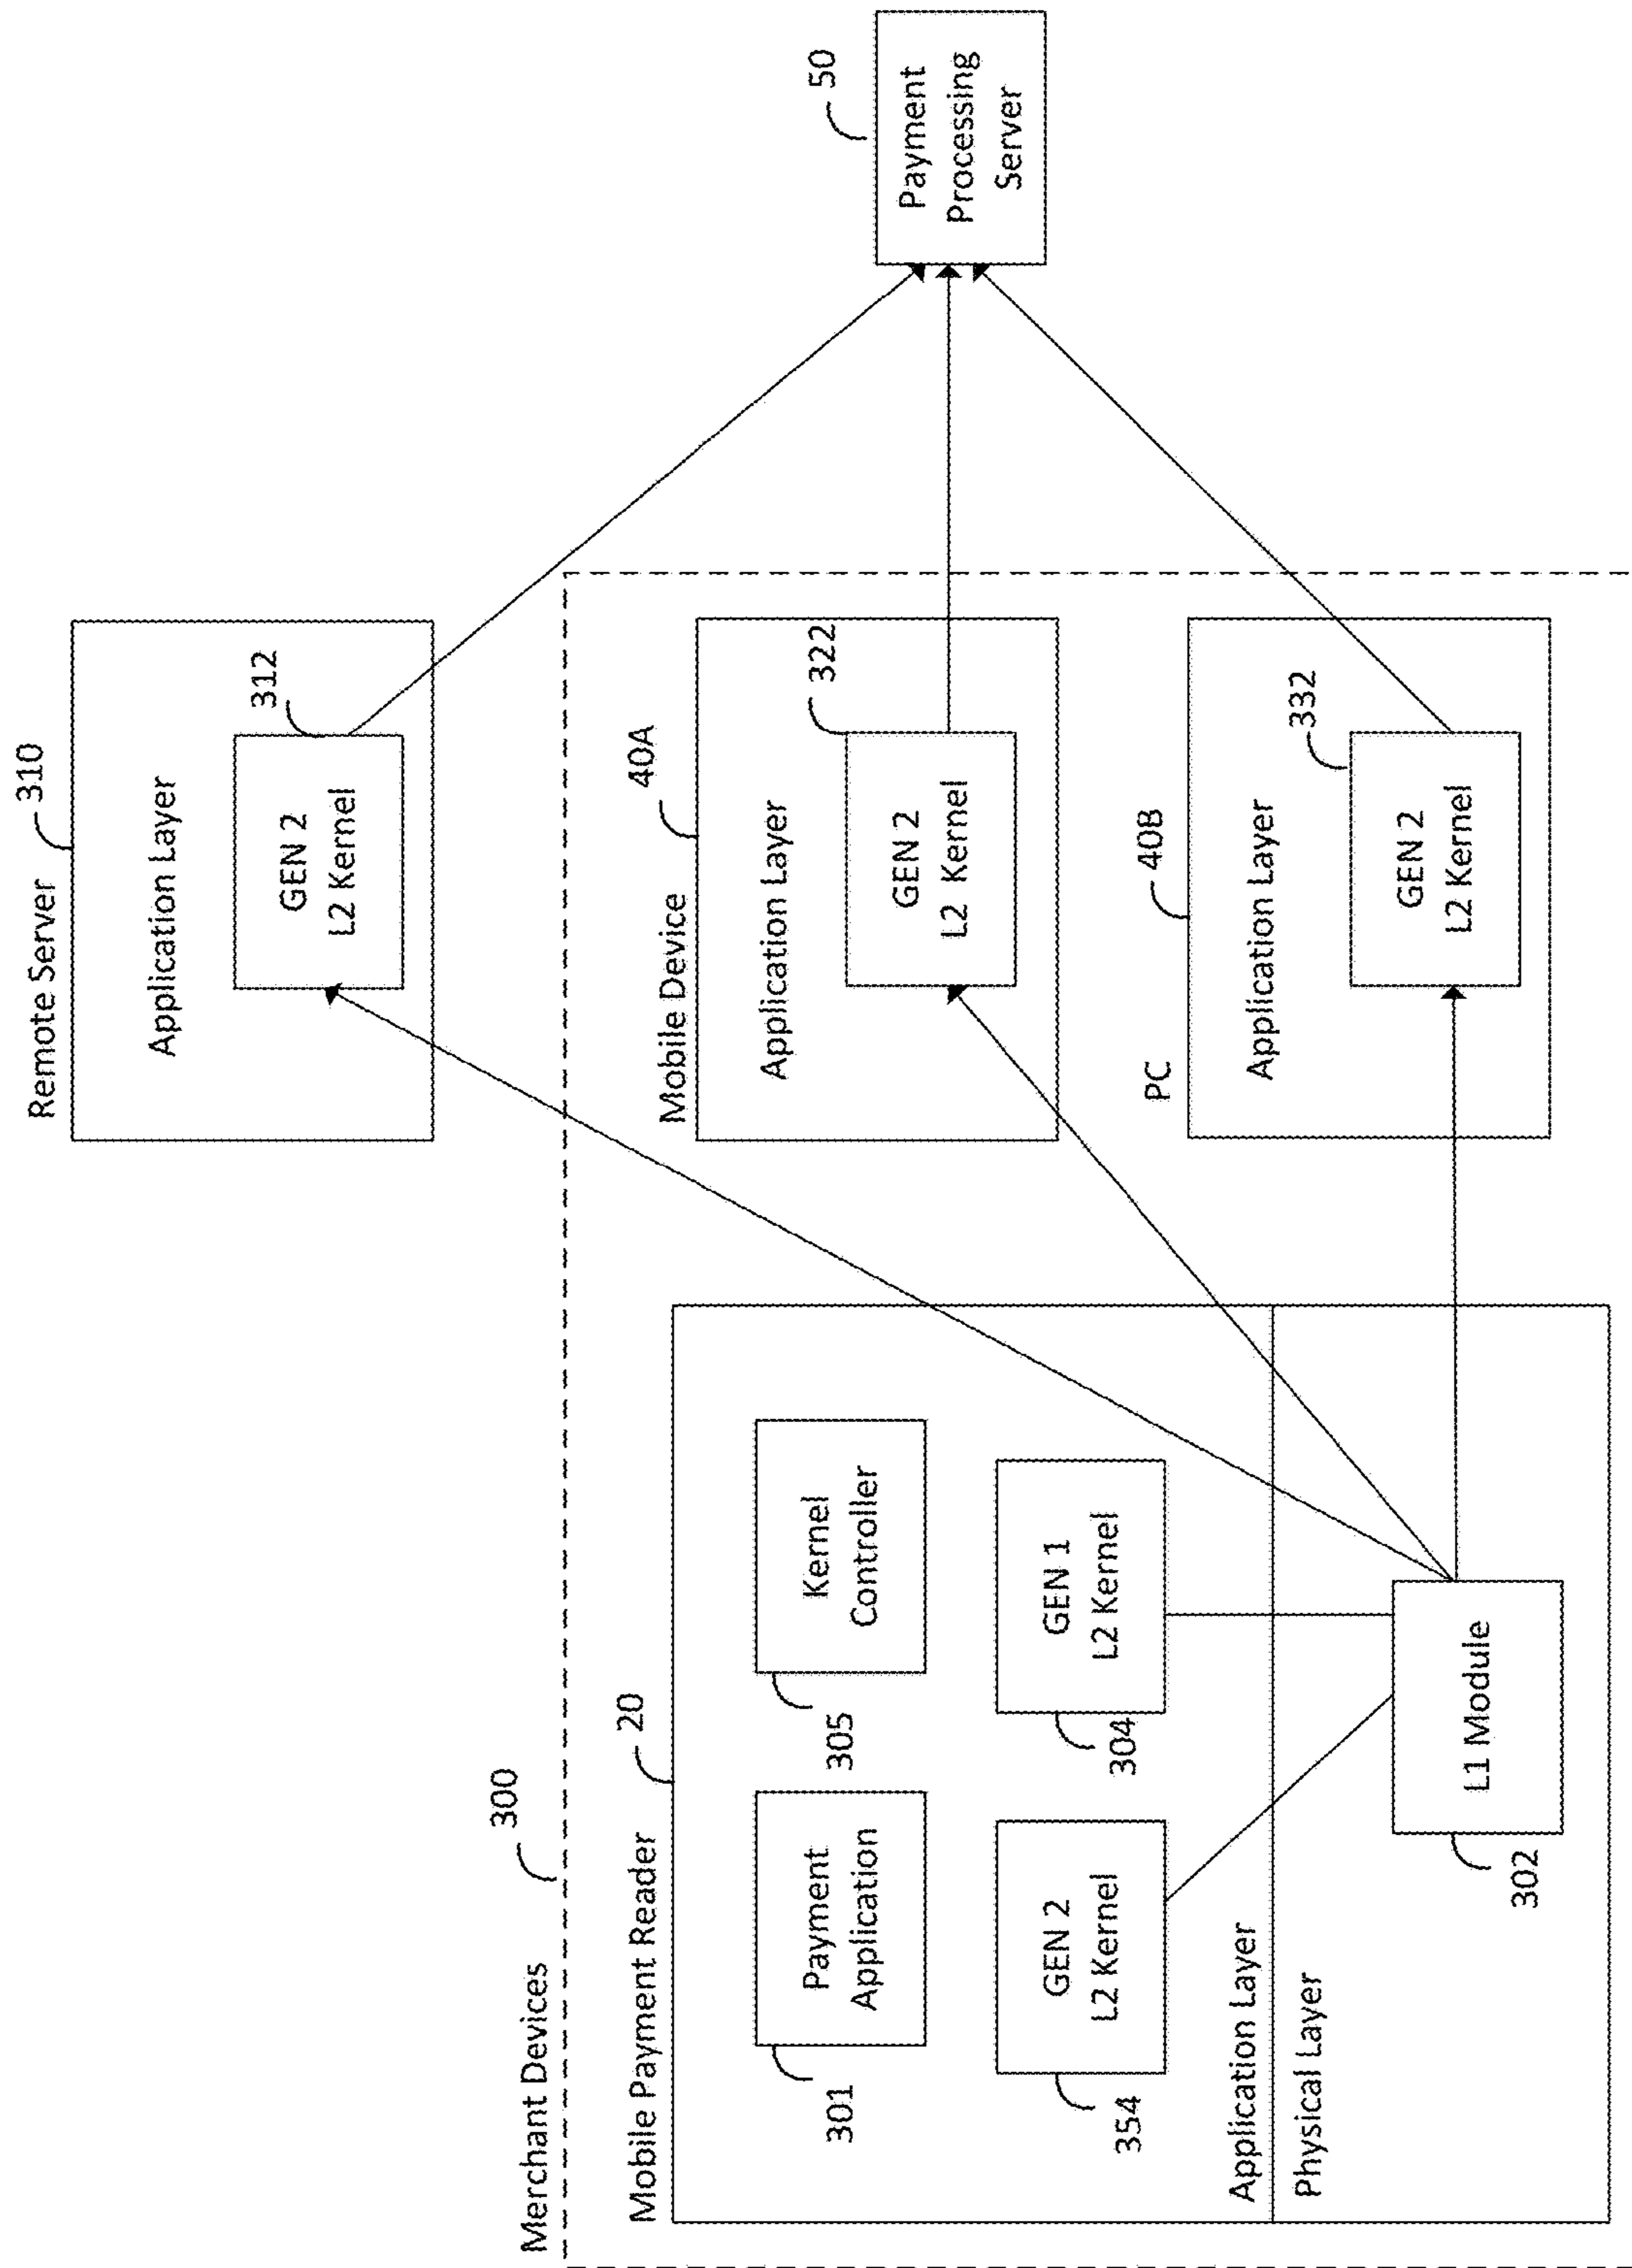 Remote Server
310
Application Layer
312
GEN 2
L2 Kernel
Merchant Devices
300
Mobile Payment Reader
20
Payment
Application
301
Kernel
Controller
305
GEN 2
L2 Kernel
354
GEN 1
L2 Kernel
304
Application Layer
Physical Layer
L1 Module
302
Mobile Device
40A
Application Layer
322
GEN 2
L2 Kernel
PC
40B
Application Layer
332
GEN 2
L2 Kernel
50
Payment
Processing
Server